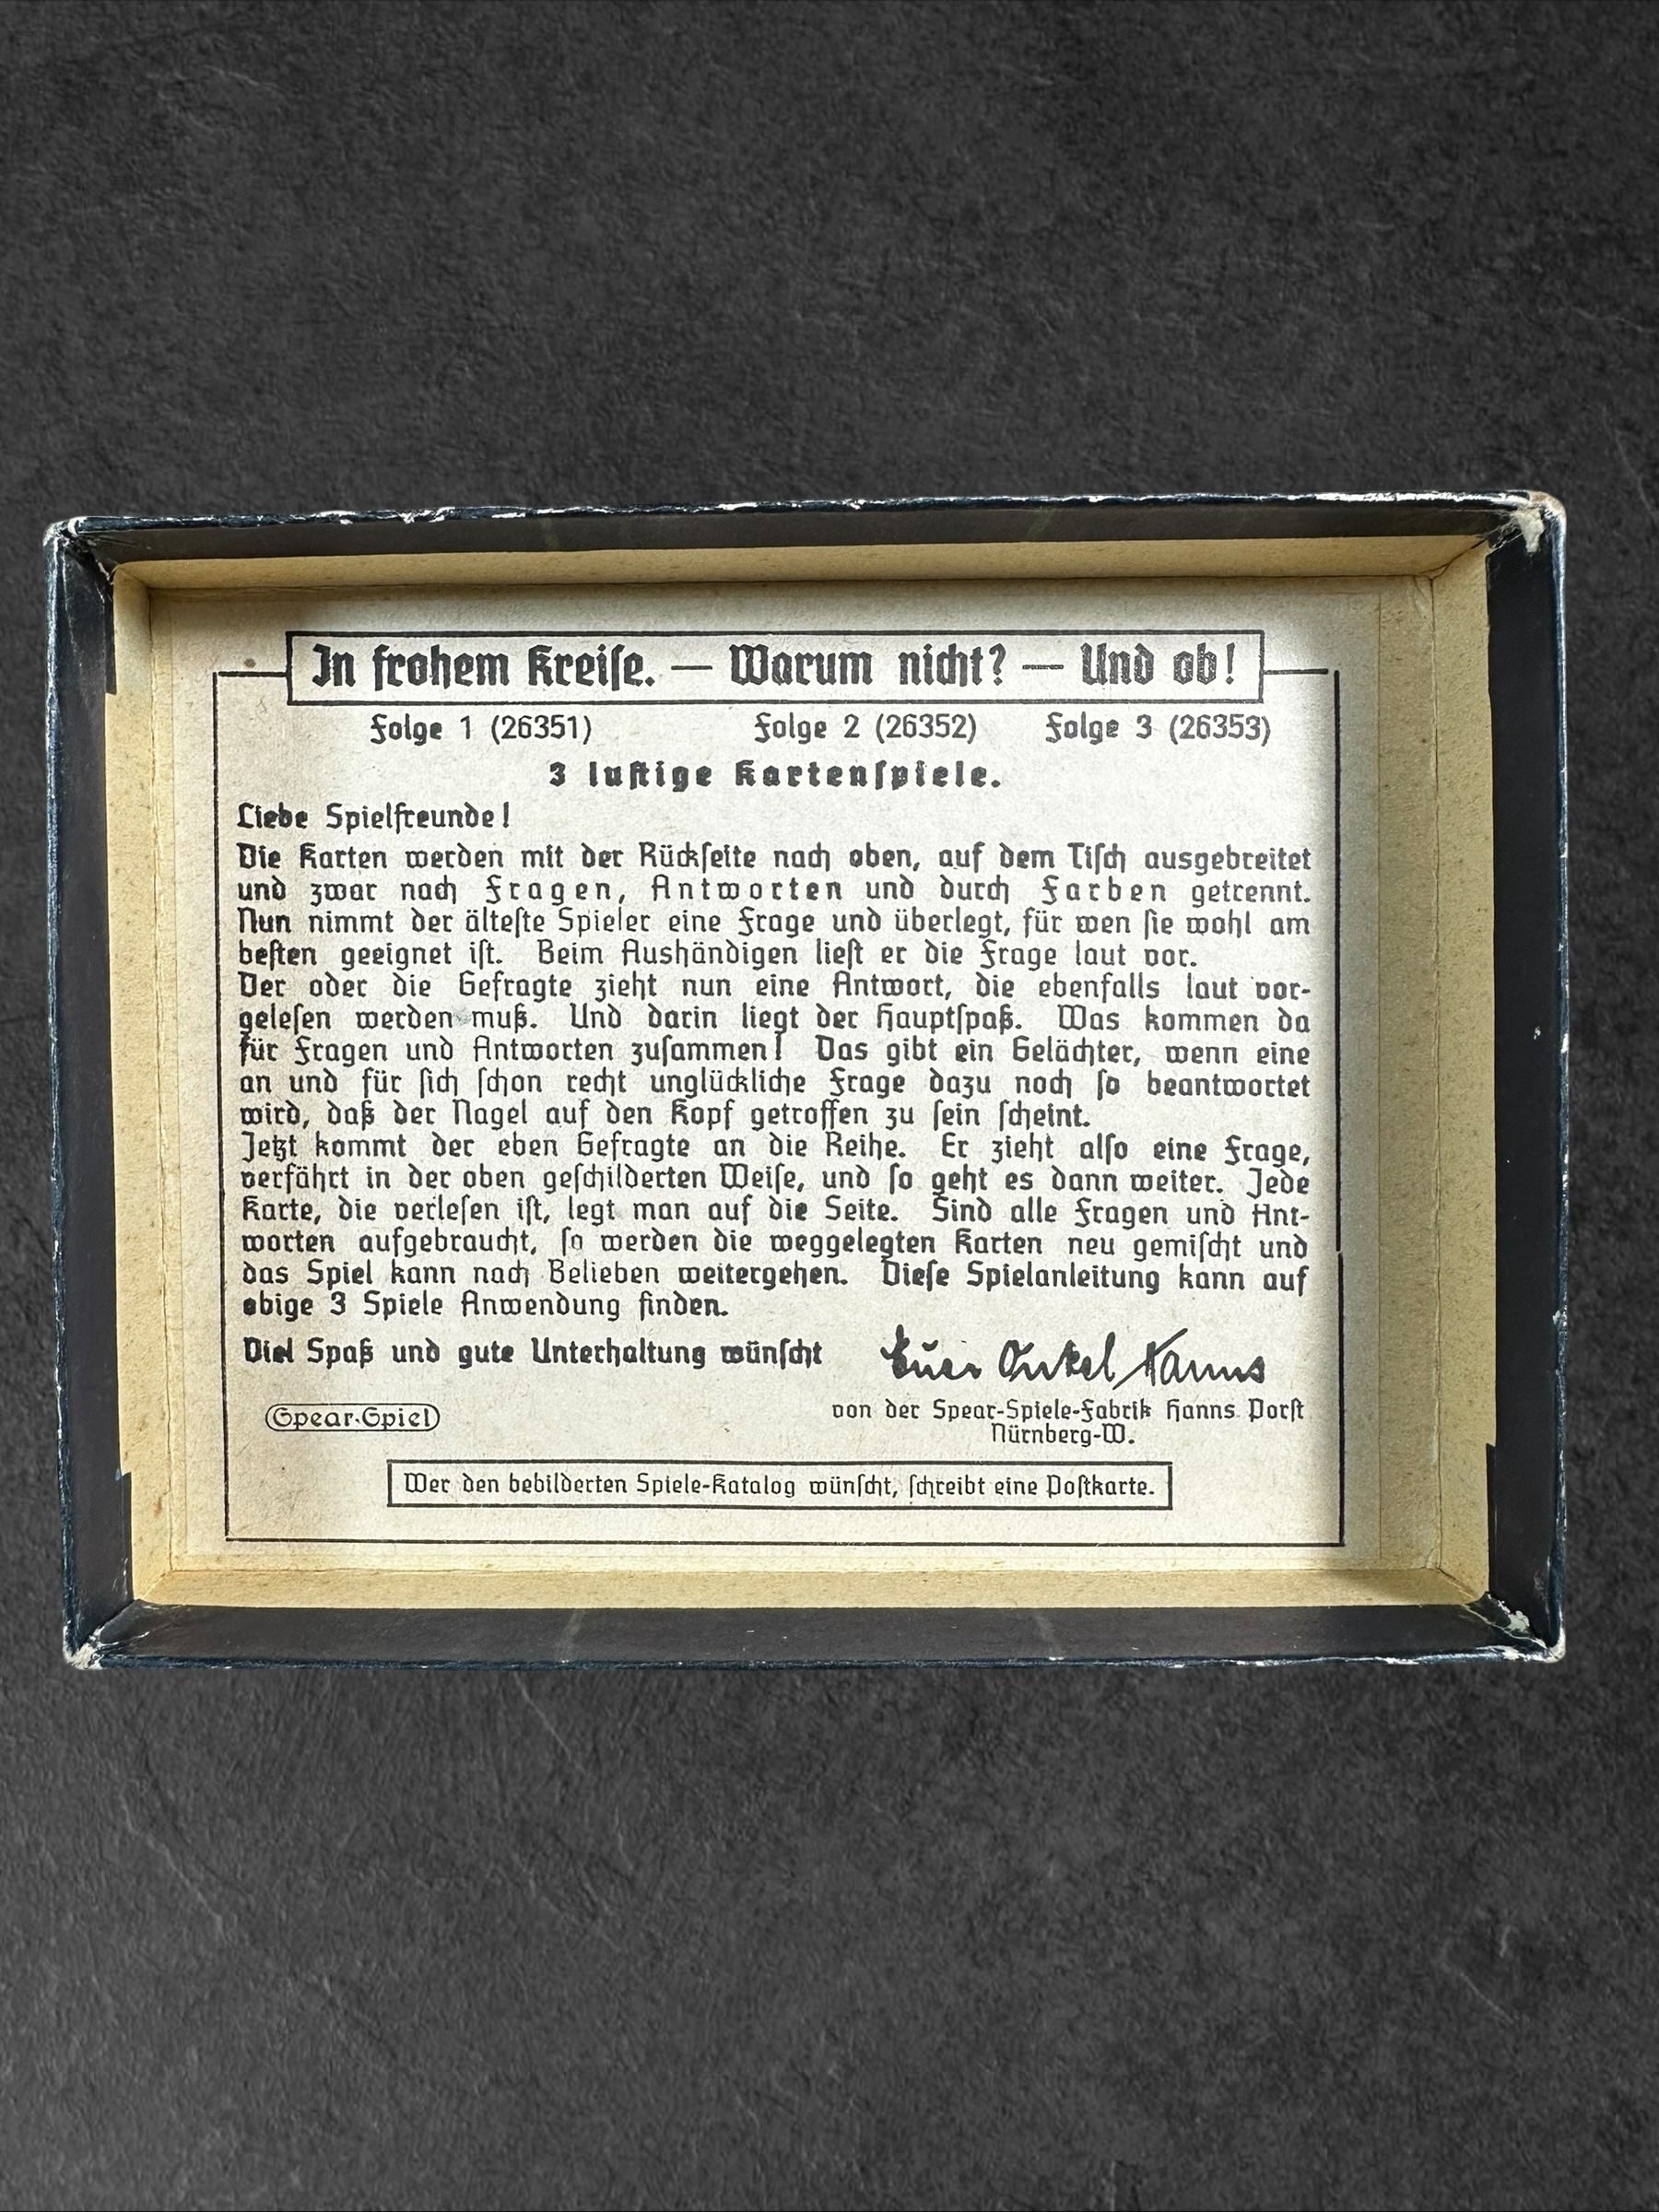 In frohem Kreiſe. — Warum nicht? — Und ob!
Folge 1 (26351) Folge 2 (26352) Folge 3 (26353)
3 luſtige Kartenſpiele.
Liebe Spielfreunde!
Die Karten werden mit der Rückſeite nach oben, auf dem Tiſch ausgebreitet
und zwar nach Fragen, Antworten und durch Farben getrennt.
Nun nimmt der älteſte Spieler eine Frage und überlegt, für wen ſie wohl am
beſten geeignet iſt. Beim Aushändigen lieſt er die Frage laut vor.
Der oder die Gefragte zieht nun eine Antwort, die ebenfalls laut vor-
geleſen werden muß. Und darin liegt der Hauptſpaß. Was kommen da
für Fragen und Antworten zuſammen! Das gibt ein Gelächter, wenn eine
an und für ſich ſchon recht unglückliche Frage dazu noch ſo beantwortet
wird, daß der Nagel auf den Kopf getroffen zu ſein ſcheint.
Jetzt kommt der eben Gefragte an die Reihe. Er zieht alſo eine Frage,
verfährt in der oben geſchilderten Weiſe, und ſo geht es dann weiter. Jede
Karte, die verleſen iſt, legt man auf die Seite. Sind alle Fragen und Ant-
worten aufgebraucht, ſo werden die weggelegten Karten neu gemiſcht und
das Spiel kann nach Belieben weitergehen. Dieſe Spielanleitung kann auf
obige 3 Spiele Anwendung finden.
Viel Spaß und gute Unterhaltung wünſcht Euer Onkel Hanns
Spear-Spiel von der Spear-Spiele-Fabrik Hanns Porſt
Nürnberg-W.
Wer den bebilderten Spiele-Katalog wünſcht, ſchreibt eine Poſtkarte.